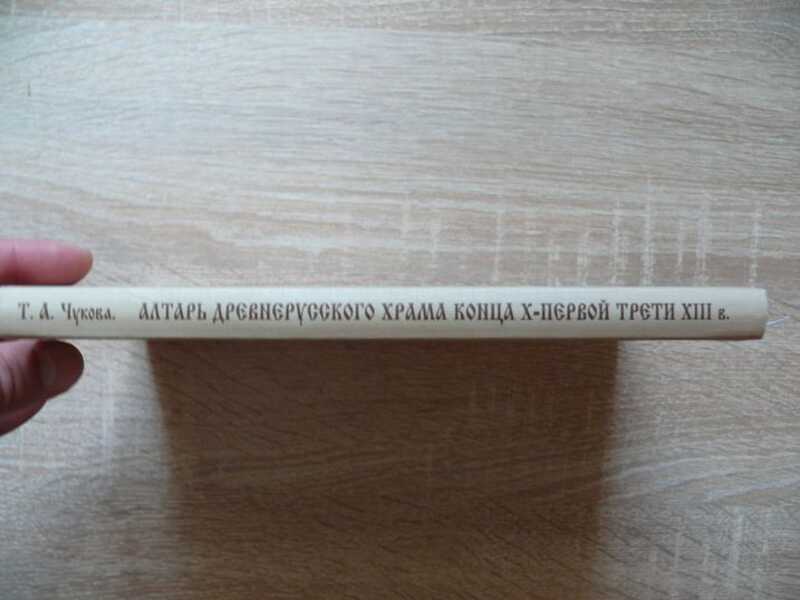 Т. А. Чукова. АЛТАРЬ ДРЕВНЕРУССКОГО ХРАМА КОНЦА X-ПЕРВОЙ ТРЕТИ XIII в.